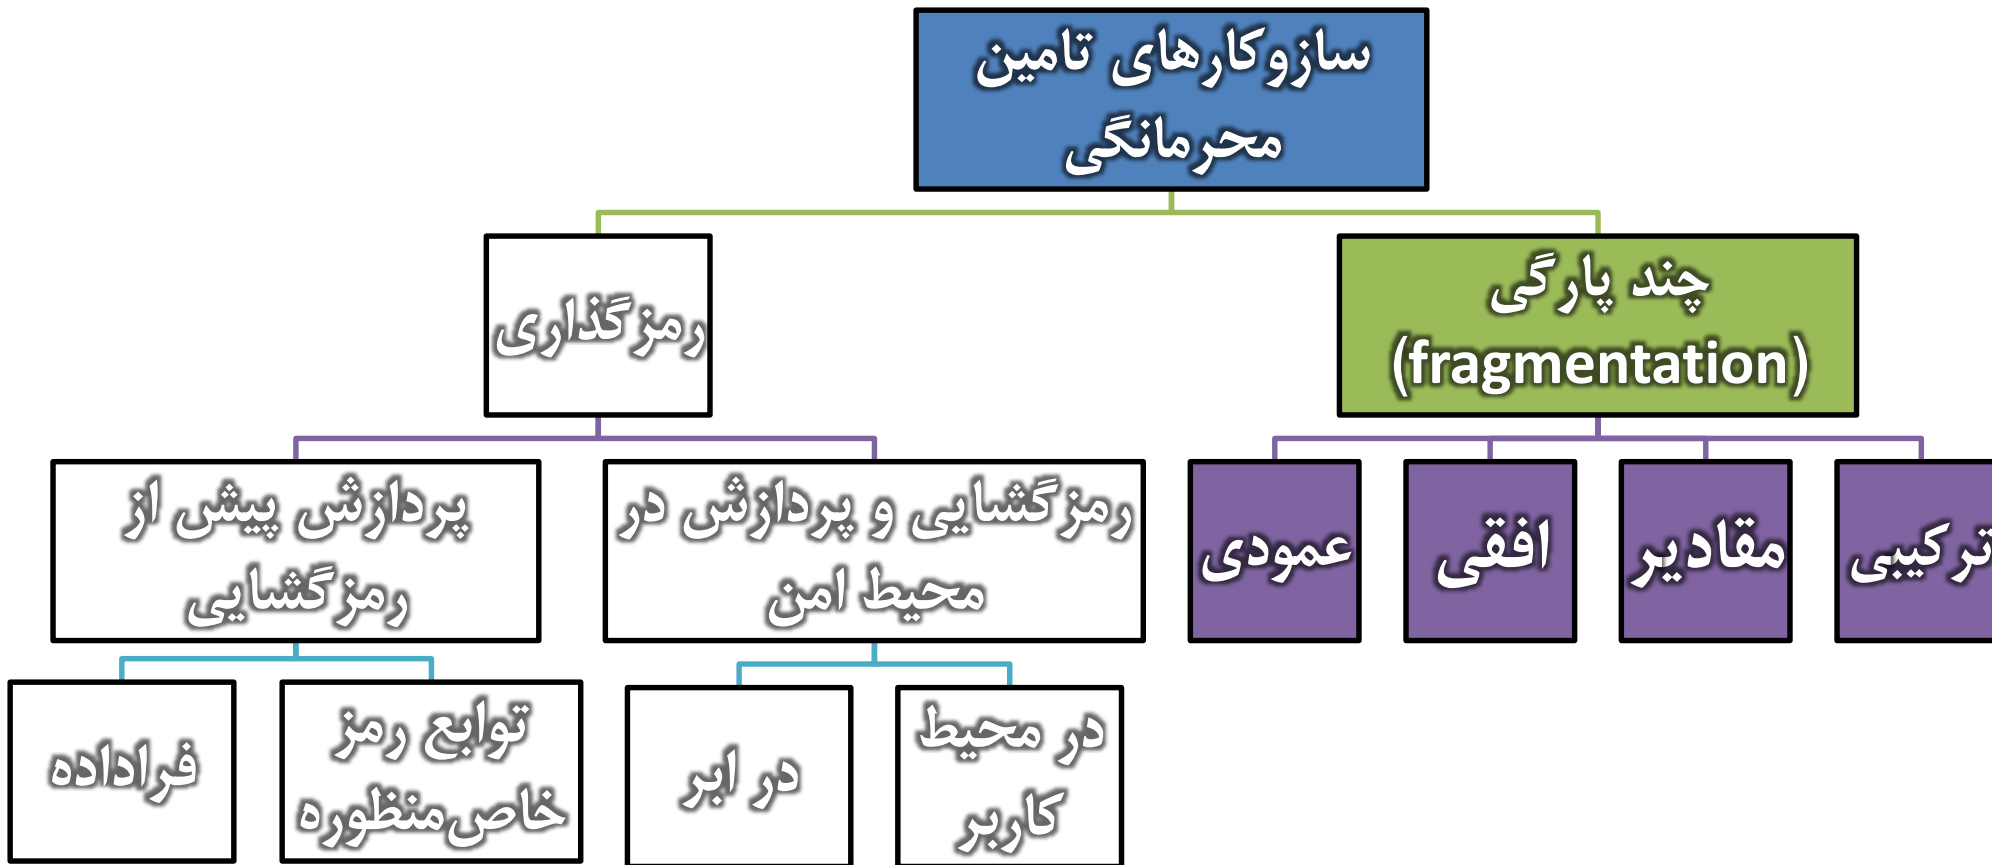 سازوکارهای تامین
محرمانگی
چند پارگی
(fragmentation)
رمزگذاری
ترکیبی
مقادیر
افقی
عمودی
رمزگشایی و پردازش در
محیط امن
پردازش پیش از
رمزگشایی
در محیط
کاربر
در ابر
توابع رمز
خاص‌منظوره
فراداده